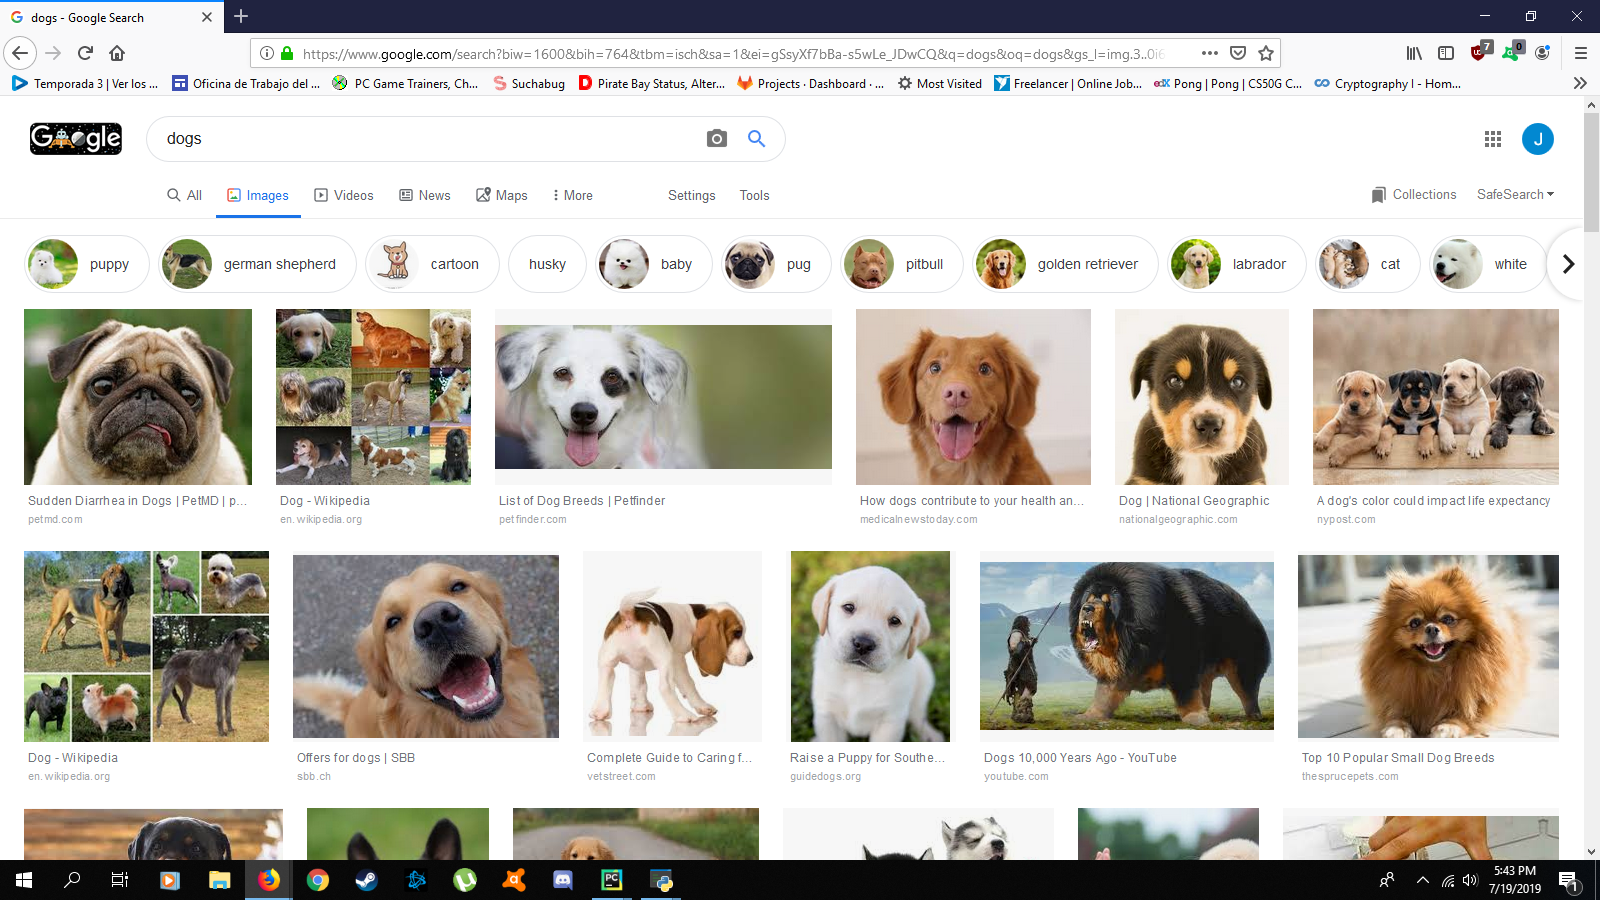 dogs - Google Search
https://www.google.com/search?biw=1600&bih=764&tbm=isch&sa=1&ei=gSsyXf7bBa-s5wLe_JDwCQ&q=dogs&oq=dogs&gs_l=img.3..0i6
7
0
Temporada 3 | Ver los ...
Oficina de Trabajo del ...
PC Game Trainers, Ch...
Suchabug
Pirate Bay Status, Alter...
Projects · Dashboard · ...
Most Visited
Freelancer | Online Job...
edX Pong | Pong | CS50G C...
Cryptography I - Hom...
Google
dogs
J
All
Images
Videos
News
Maps
More
Settings
Tools
Collections
SafeSearch
puppy
german shepherd
cartoon
husky
baby
pug
pitbull
golden retriever
labrador
cat
white
Sudden Diarrhea in Dogs | PetMD | p...
petmd.com
Dog - Wikipedia
en.wikipedia.org
List of Dog Breeds | Petfinder
petfinder.com
How dogs contribute to your health an...
medicalnewstoday.com
Dog | National Geographic
nationalgeographic.com
A dog's color could impact life expectancy
nypost.com
Dog - Wikipedia
en.wikipedia.org
Offers for dogs | SBB
sbb.ch
Complete Guide to Caring f...
vetstreet.com
Raise a Puppy for Southe...
guidedogs.org
Dogs 10,000 Years Ago - YouTube
youtube.com
Top 10 Popular Small Dog Breeds
thesprucepets.com
PC
5:43 PM
7/19/2019
1